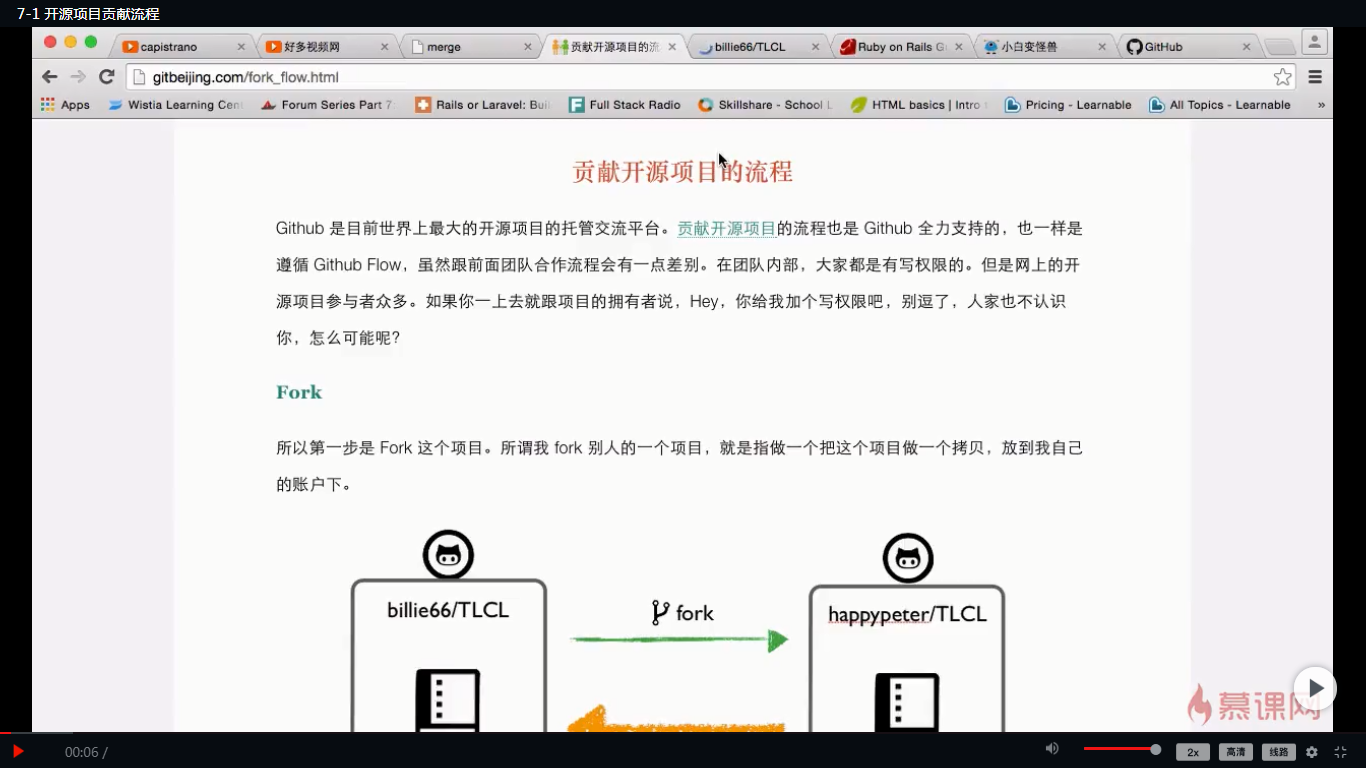 7-1 开源项目贡献流程
capistrano
好多视频网
merge
贡献开源项目的流
billie66/TLCL
Ruby on Rails G
小白变怪兽
GitHub
gitbeijing.com/fork_flow.html
Apps
Wistia Learning Cen
Forum Series Part 7
Rails or Laravel: Bui
Full Stack Radio
Skillshare - School
HTML basics | Intro
Pricing - Learnable
All Topics - Learnable
»
贡献开源项目的流程
Github 是目前世界上最大的开源项目的托管交流平台。贡献开源项目的流程也是 Github 全力支持的，也一样是
遵循 Github Flow，虽然跟前面团队合作流程会有一点差别。在团队内部，大家都是有写权限的。但是网上的开
源项目参与者众多。如果你一上去就跟项目的拥有者说，Hey，你给我加个写权限吧，别逗了，人家也不认识
你，怎么可能呢？
Fork
所以第一步是 Fork 这个项目。所谓我 fork 别人的一个项目，就是指做一个把这个项目做一个拷贝，放到我自己
的账户下。
billie66/TLCL
fork
happypeter/TLCL
慕课网
00:06 /
2x
高清
线路